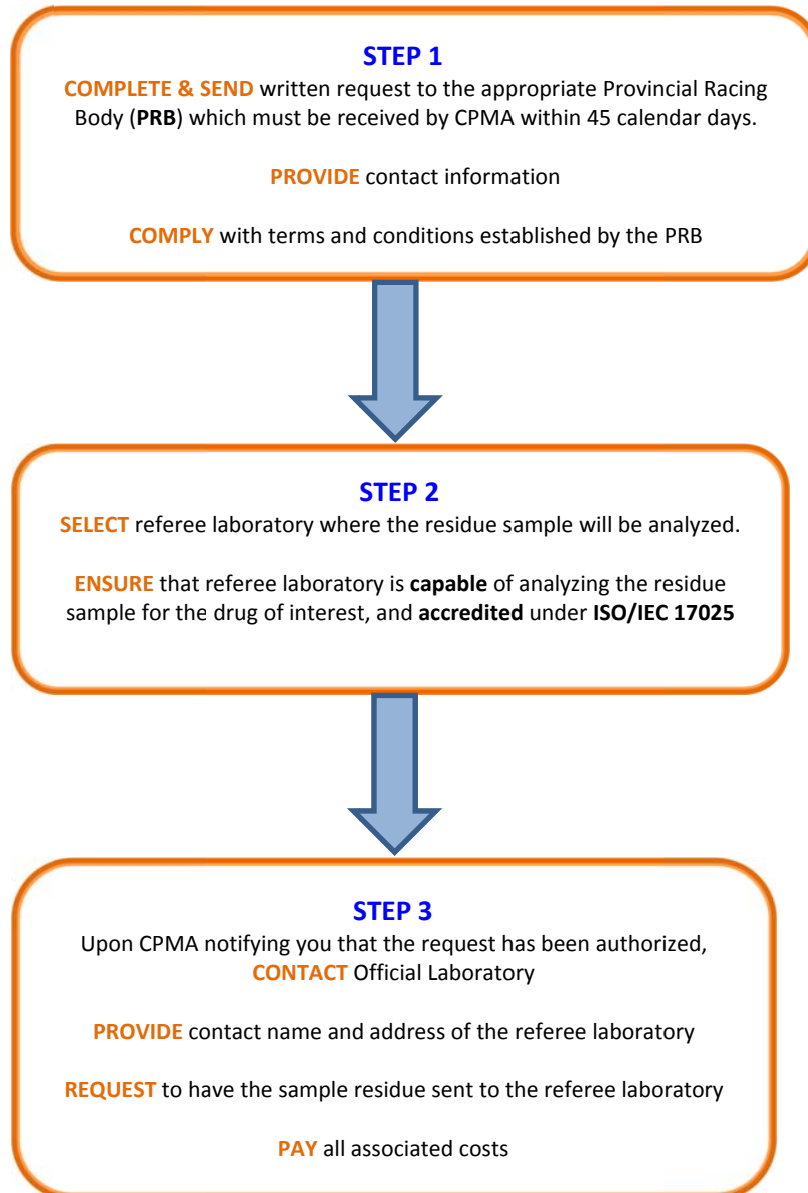 STEP 1
COMPLETE & SEND written request to the appropriate Provincial Racing
Body (PRB) which must be received by CPMA within 45 calendar days.
PROVIDE contact information
COMPLY with terms and conditions established by the PRB
STEP 2
SELECT referee laboratory where the residue sample will be analyzed.
ENSURE that referee laboratory is capable of analyzing the residue
sample for the drug of interest, and accredited under ISO/IEC 17025
STEP 3
Upon CPMA notifying you that the request has been authorized,
CONTACT Official Laboratory
PROVIDE contact name and address of the referee laboratory
REQUEST to have the sample residue sent to the referee laboratory
PAY all associated costs